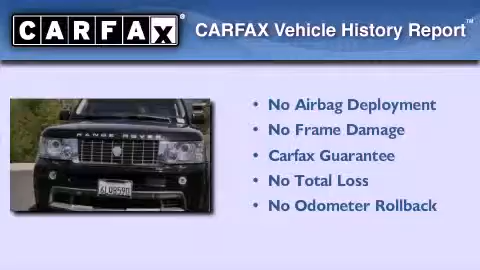 CARFAX® CARFAX Vehicle History Report™
• No Airbag Deployment
• No Frame Damage
• Carfax Guarantee
• No Total Loss
• No Odometer Rollback
RANGE ROVER